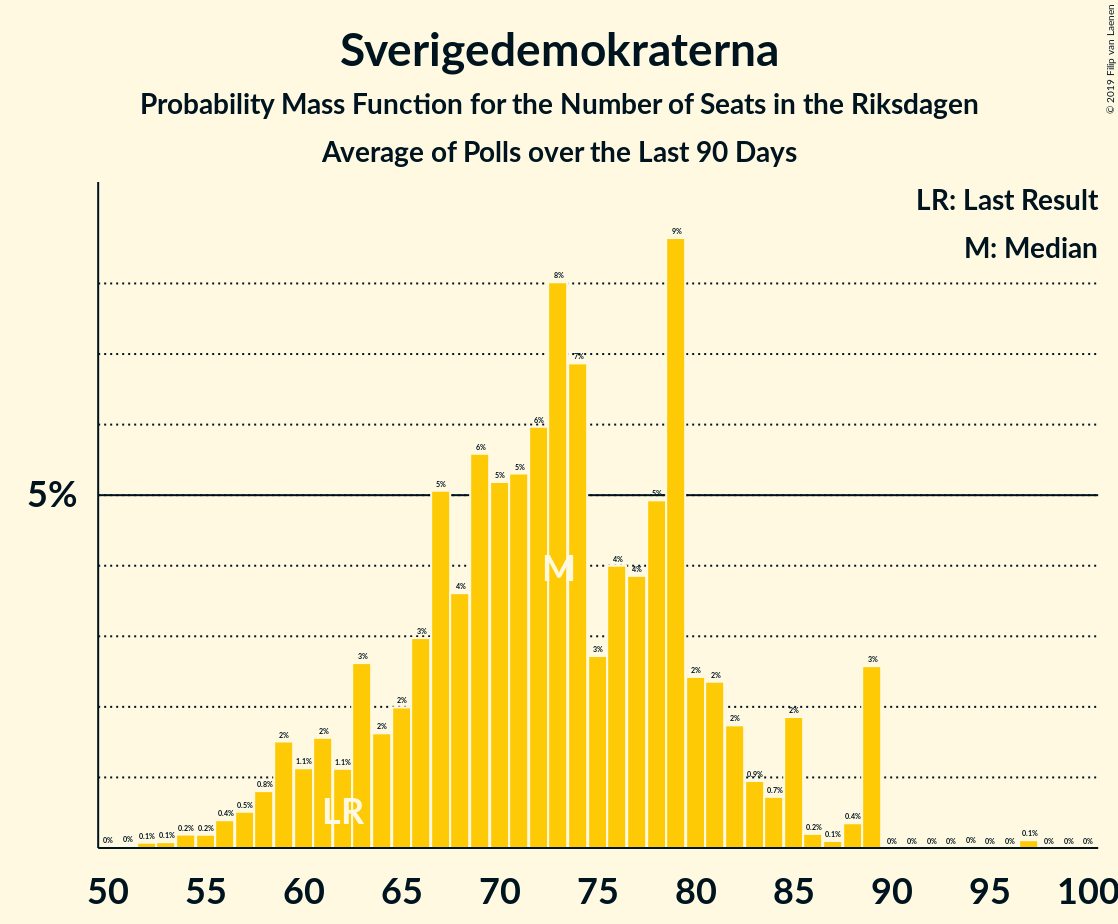 Sverigedemokraterna
Probability Mass Function for the Number of Seats in the Riksdagen
Average of Polls over the Last 90 Days
© 2019 Filip van Laenen
LR: Last Result
M: Median
5%
0% 0% 0.1% 0.1% 0.2% 0.2% 0.4% 0.5% 0.8% 2% 1.1% 2% 1.1% 3% 2% 2% 3% 5% 4% 6% 5% 5% 6% 8% 7% 3% 4% 4% 5% 9% 2% 2% 2% 0.9% 0.7% 2% 0.2% 0.1% 0.4% 3% 0% 0% 0% 0% 0% 0% 0% 0.1% 0% 0% 0%
M
LR
50 55 60 65 70 75 80 85 90 95 100